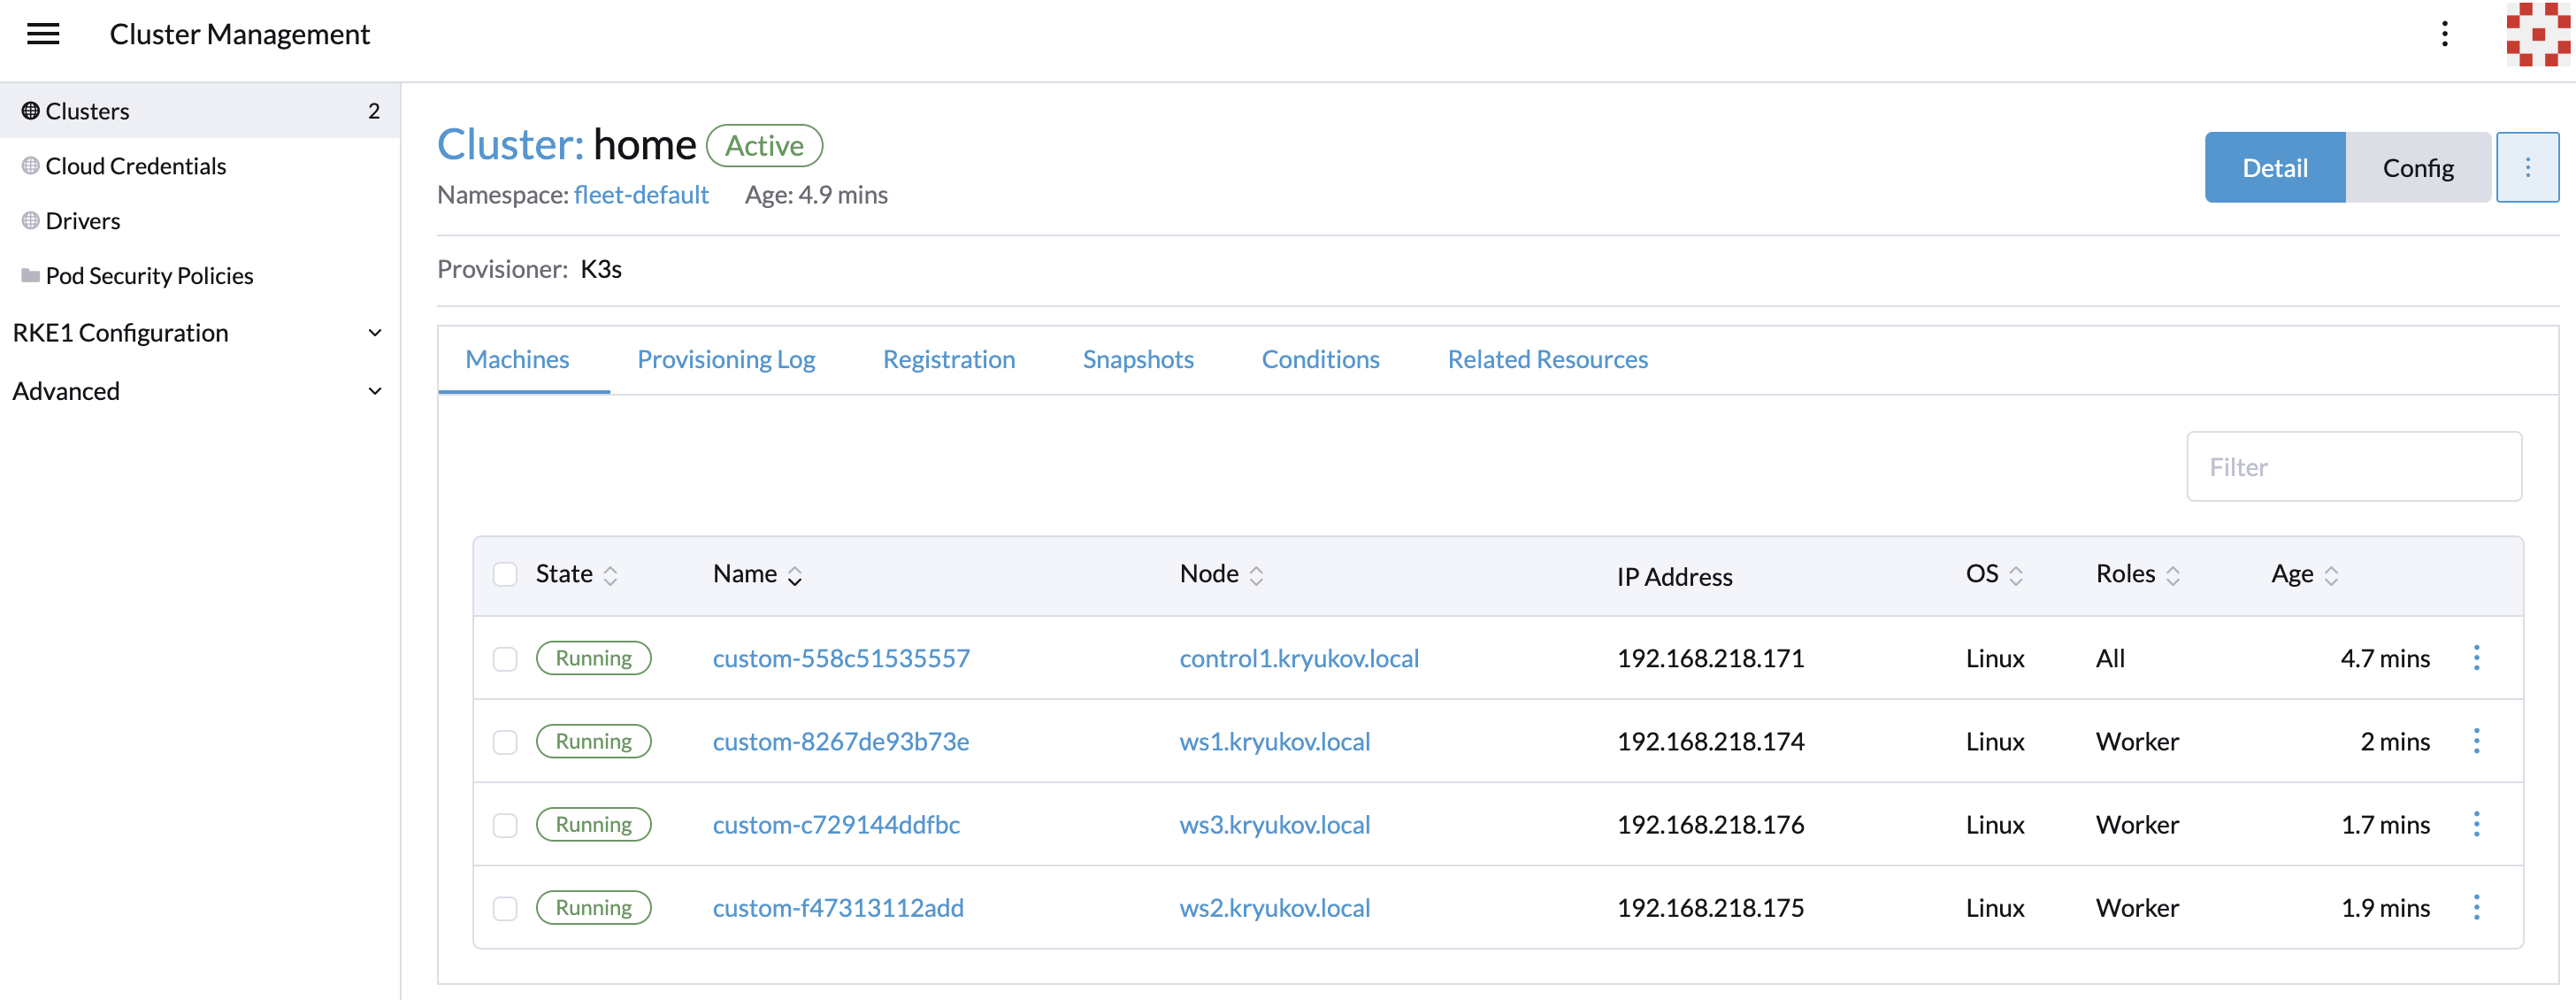 Cluster Management
Clusters 2
Cloud Credentials
Drivers
Pod Security Policies
RKE1 Configuration
Advanced
Cluster: home Active
Namespace: fleet-default Age: 4.9 mins
Detail Config
Provisioner: K3s
Machines Provisioning Log Registration Snapshots Conditions Related Resources
Filter
State Name Node IP Address OS Roles Age
Running custom-558c51535557 control1.kryukov.local 192.168.218.171 Linux All 4.7 mins
Running custom-8267de93b73e ws1.kryukov.local 192.168.218.174 Linux Worker 2 mins
Running custom-c729144ddfbc ws3.kryukov.local 192.168.218.176 Linux Worker 1.7 mins
Running custom-f47313112add ws2.kryukov.local 192.168.218.175 Linux Worker 1.9 mins